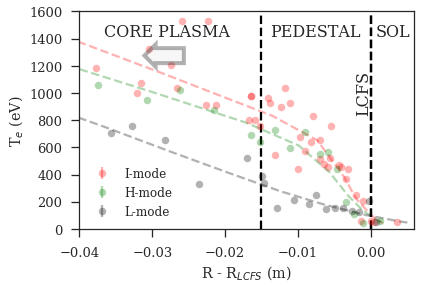 CORE PLASMA
PEDESTAL
SOL
LCFS
I-mode
H-mode
L-mode
T_e (eV)
1600
1400
1200
1000
800
600
400
200
0
−0.04
−0.03
−0.02
−0.01
0.00
R - R_LCFS (m)